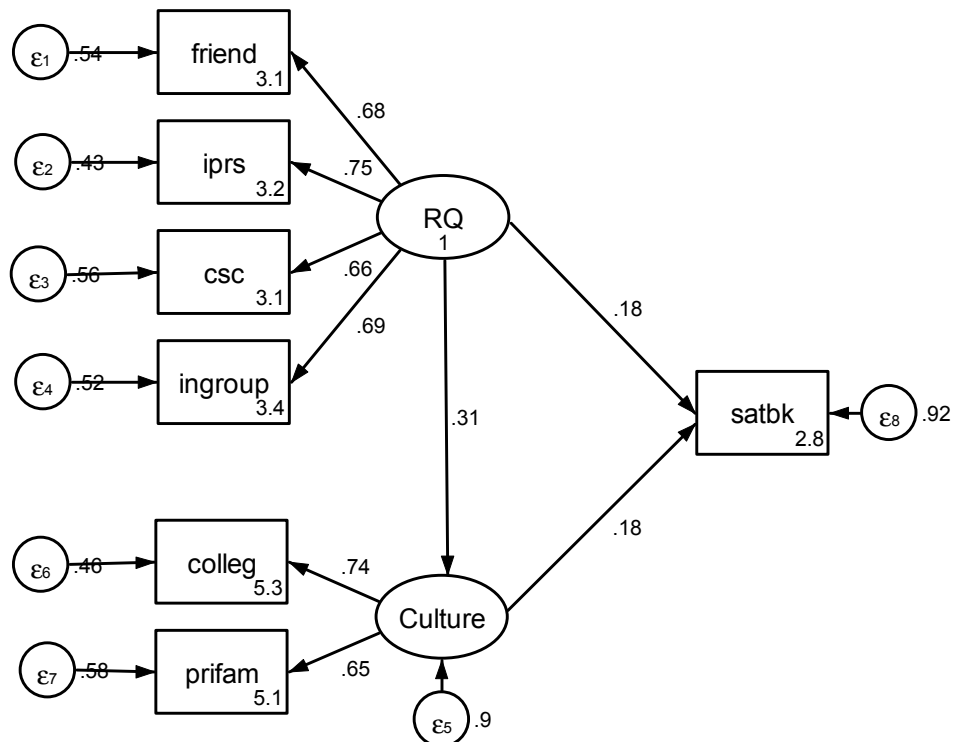 ε1
.54
friend
3.1
.68
ε2
.43
iprs
3.2
.75
RQ
1
ε3
.56
csc
3.1
.66
.18
ε4
.52
ingroup
3.4
.69
.31
satbk
2.8
ε8
.92
ε6
.46
colleg
5.3
.74
.18
Culture
ε7
.58
prifam
5.1
.65
ε5
.9